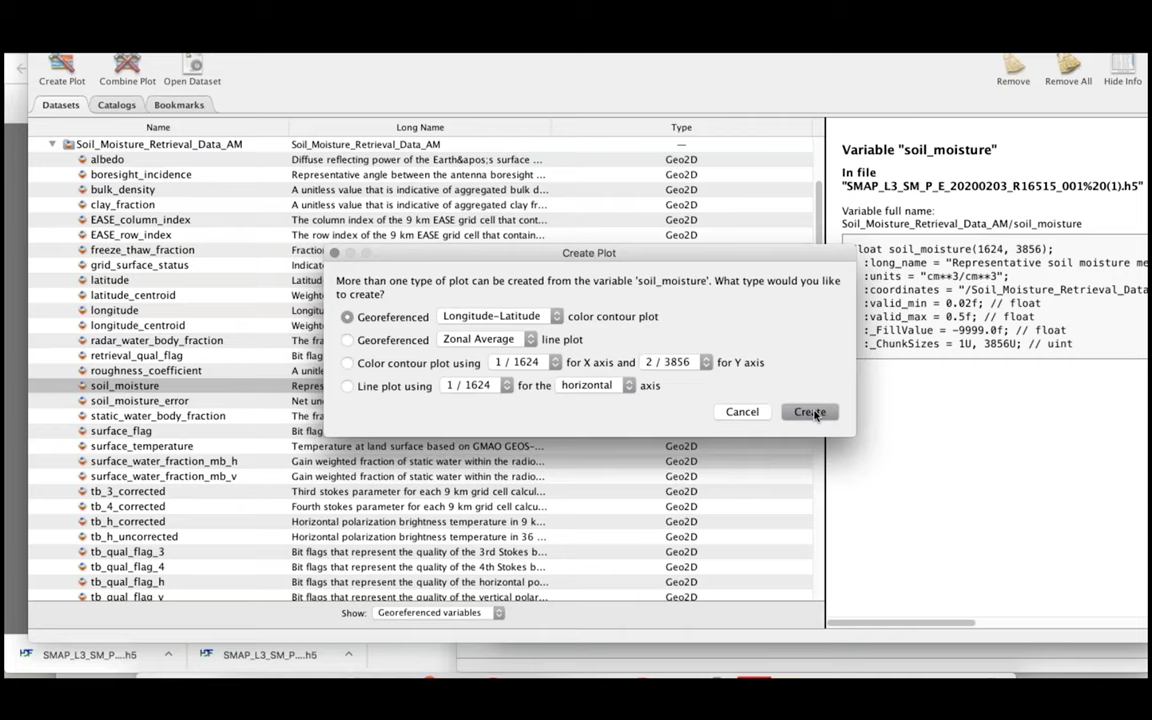 Create Plot Combine Plot Open Dataset Remove Remove All Hide Info
Datasets Catalogs Bookmarks
Name Long Name Type
Soil_Moisture_Retrieval_Data_AM Soil_Moisture_Retrieval_Data_AM —
albedo Diffuse reflecting power of the Earth&apos;s surface ... Geo2D
boresight_incidence Representative angle between the antenna boresight ... Geo2D
bulk_density A unitless value that is indicative of aggregated bulk d... Geo2D
clay_fraction A unitless value that is indicative of aggregated clay fr... Geo2D
EASE_column_index The column index of the 9 km EASE grid cell that cont... Geo2D
EASE_row_index The row index of the 9 km EASE grid cell that contain... Geo2D
freeze_thaw_fraction
grid_surface_status
latitude
latitude_centroid
longitude
longitude_centroid
radar_water_body_fraction
retrieval_qual_flag
roughness_coefficient
soil_moisture
soil_moisture_error
static_water_body_fraction
surface_flag
surface_temperature Temperature at land surface based on GMAO GEOS-... Geo2D
surface_water_fraction_mb_h Gain weighted fraction of static water within the radio... Geo2D
surface_water_fraction_mb_v Gain weighted fraction of static water within the radio... Geo2D
tb_3_corrected Third stokes parameter for each 9 km grid cell calcul... Geo2D
tb_4_corrected Fourth stokes parameter for each 9 km grid cell calcu... Geo2D
tb_h_corrected Horizontal polarization brightness temperature in 9 k... Geo2D
tb_h_uncorrected Horizontal polarization brightness temperature in 36 ... Geo2D
tb_qual_flag_3 Bit flags that represent the quality of the 3rd Stokes b... Geo2D
tb_qual_flag_4 Bit flags that represent the quality of the 4th Stokes b... Geo2D
tb_qual_flag_h Bit flags that represent the quality of the horizontal po... Geo2D
tb_qual_flag_v Bit flags that represent the quality of the vertical polar... Geo2D
Show: Georeferenced variables
Create Plot
More than one type of plot can be created from the variable 'soil_moisture'. What type would you like
to create?
Georeferenced Longitude-Latitude color contour plot
Georeferenced Zonal Average line plot
Color contour plot using 1 / 1624 for X axis and 2 / 3856 for Y axis
Line plot using 1 / 1624 for the horizontal axis
Cancel Create
Variable "soil_moisture"
In file
"SMAP_L3_SM_P_E_20200203_R16515_001%20(1).h5"
Variable full name:
Soil_Moisture_Retrieval_Data_AM/soil_moisture
loat soil_moisture(1624, 3856);
:long_name = "Representative soil moisture me
:units = "cm**3/cm**3";
:coordinates = "/Soil_Moisture_Retrieval_Data
:valid_min = 0.02f; // float
:valid_max = 0.5f; // float
:_FillValue = -9999.0f; // float
:_ChunkSizes = 1U, 3856U; // uint
SMAP_L3_SM_P....h5 SMAP_L3_SM_P....h5